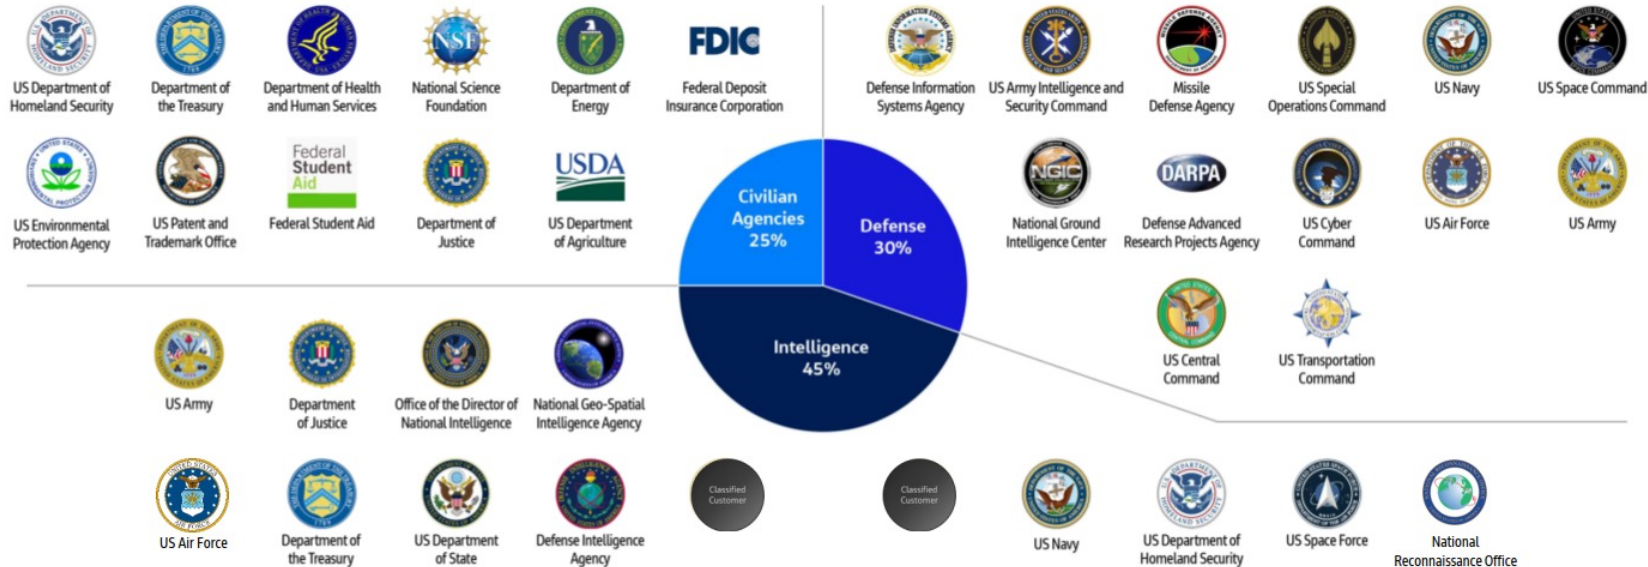 FDIC
NSF
US Department of
Homeland Security
Department of
the Treasury
Department of Health
and Human Services
National Science
Foundation
Department of
Energy
Federal Deposit
Insurance Corporation
Defense Information
Systems Agency
US Army Intelligence and
Security Command
Missile
Defense Agency
US Special
Operations Command
US Navy
US Space Command
Federal
Student
Aid
USDA
NGIC
DARPA
US Environmental
Protection Agency
US Patent and
Trademark Office
Federal Student Aid
Department of
Justice
US Department
of Agriculture
National Ground
Intelligence Center
Defense Advanced
Research Projects Agency
US Cyber
Command
US Air Force
US Army
Civilian
Agencies
25%
Defense
30%
Intelligence
45%
US Central
Command
US Transportation
Command
US Army
Department
of Justice
Office of the Director of
National Intelligence
National Geo-Spatial
Intelligence Agency
Classified
Customer
Classified
Customer
US Air Force
Department of
the Treasury
US Department
of State
Defense Intelligence
Agency
US Navy
US Department of
Homeland Security
US Space Force
National
Reconnaissance Office